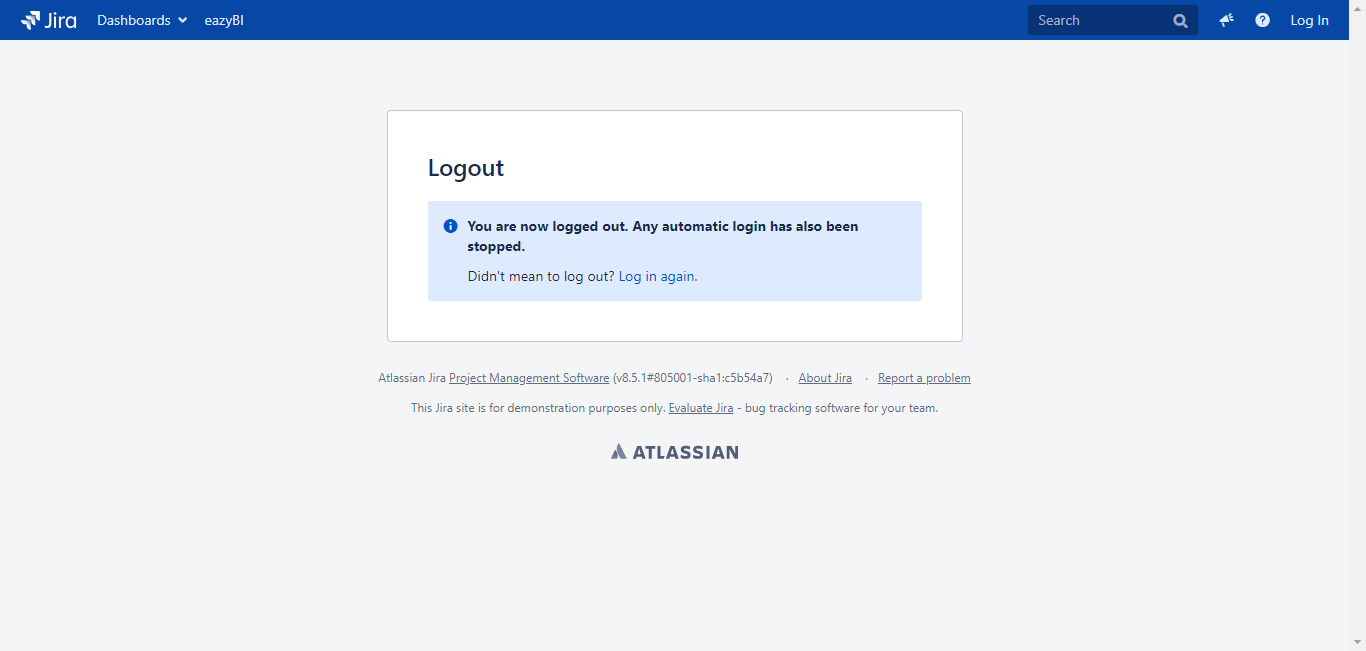 Jira Dashboards eazyBI Search Log In
Logout
You are now logged out. Any automatic login has also been
stopped.
Didn't mean to log out? Log in again.
Atlassian Jira Project Management Software (v8.5.1#805001-sha1:c5b54a7) · About Jira · Report a problem
This Jira site is for demonstration purposes only. Evaluate Jira - bug tracking software for your team.
ATLASSIAN